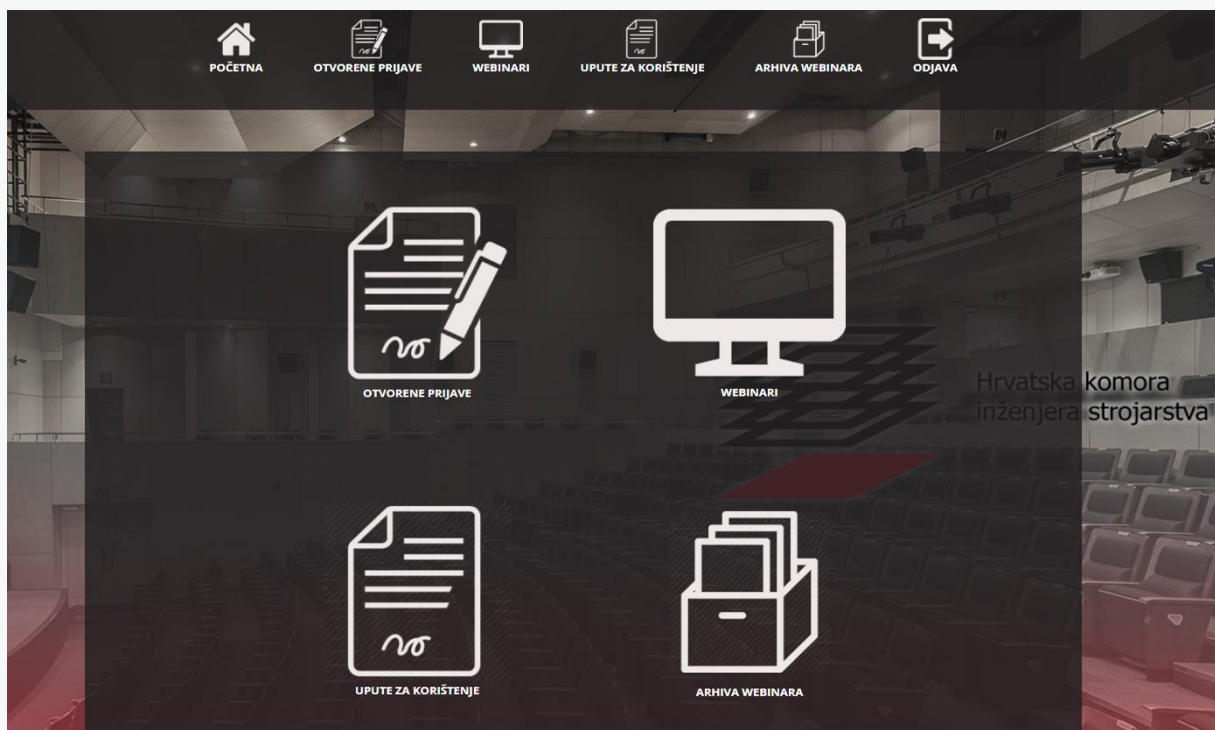 POČETNA
OTVORENE PRIJAVE
WEBINARI
UPUTE ZA KORIŠTENJE
ARHIVA WEBINARA
ODJAVA
OTVORENE PRIJAVE
WEBINARI
Hrvatska komora
inženjera strojarstva
UPUTE ZA KORIŠTENJE
ARHIVA WEBINARA